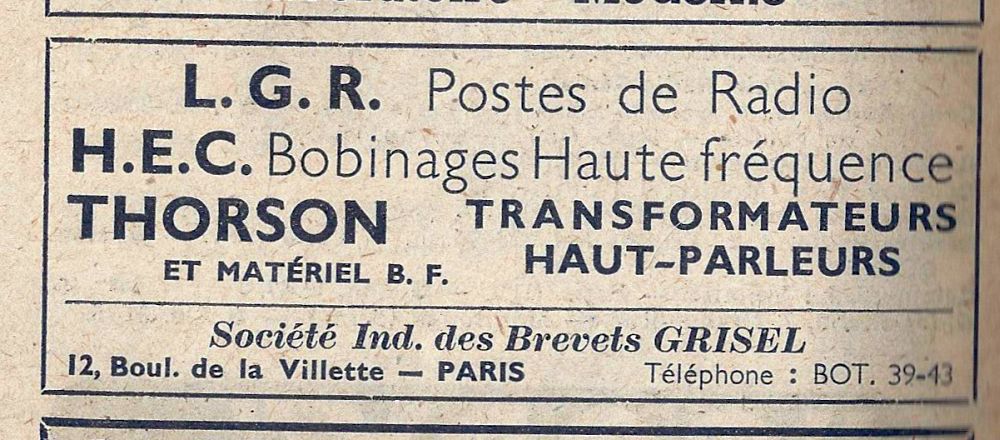 L. G. R. Postes de Radio
H.E.C. Bobinages Haute fréquence
THORSON TRANSFORMATEURS
HAUT-PARLEURS
ET MATÉRIEL B. F.
Société Ind. des Brevets GRISEL
12, Boul. de la Villette — PARIS Téléphone : BOT. 39-43